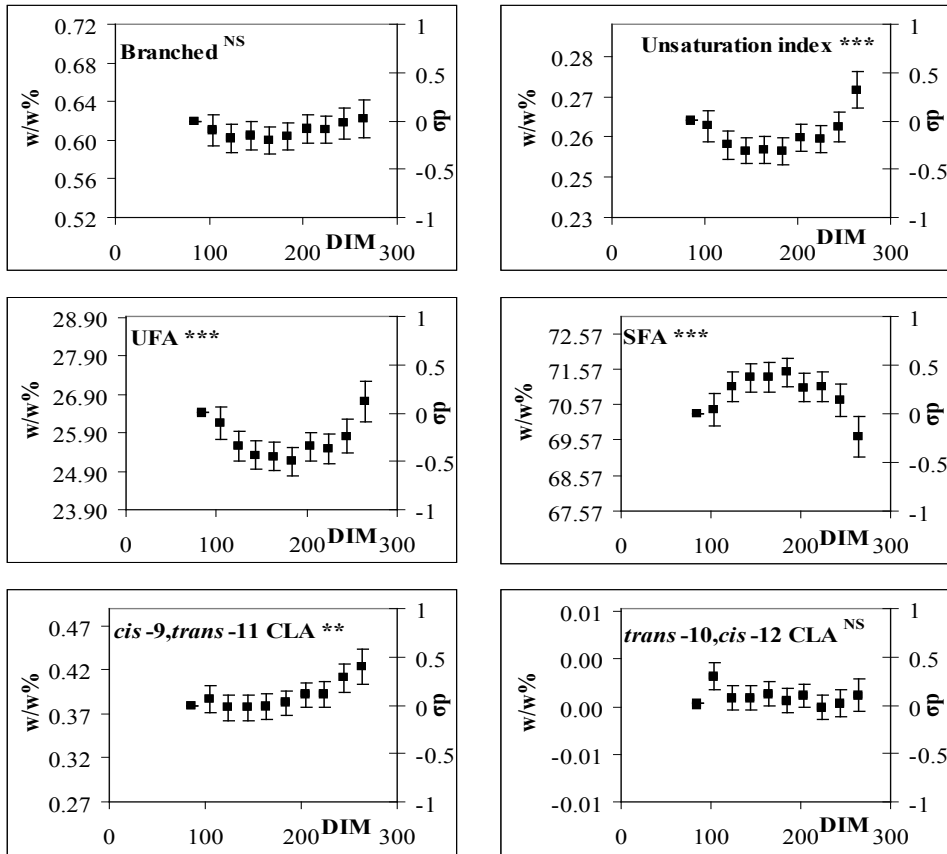 0.72
0.68
0.64
0.60
0.56
0.52
w/w%
Branched NS
1
0.5
0
-0.5
-1
σp
0 100 200 300
DIM
0.28
0.27
0.26
0.25
0.23
w/w%
Unsaturation index ***
1
0.5
0
-0.5
-1
σp
0 100 200 300
DIM
28.90
27.90
26.90
25.90
24.90
23.90
w/w%
UFA ***
1
0.5
0
-0.5
-1
σp
0 100 200 300
DIM
72.57
71.57
70.57
69.57
68.57
67.57
w/w%
SFA ***
1
0.5
0
-0.5
-1
σp
0 100 200 300
DIM
0.47
0.42
0.37
0.32
0.27
w/w%
cis -9,trans -11 CLA **
1
0.5
0
-0.5
-1
σp
0 100 200 300
DIM
0.01
0.00
0.00
-0.01
-0.01
w/w%
trans -10,cis -12 CLA NS
1
0.5
0
-0.5
-1
σp
0 100 200 300
DIM